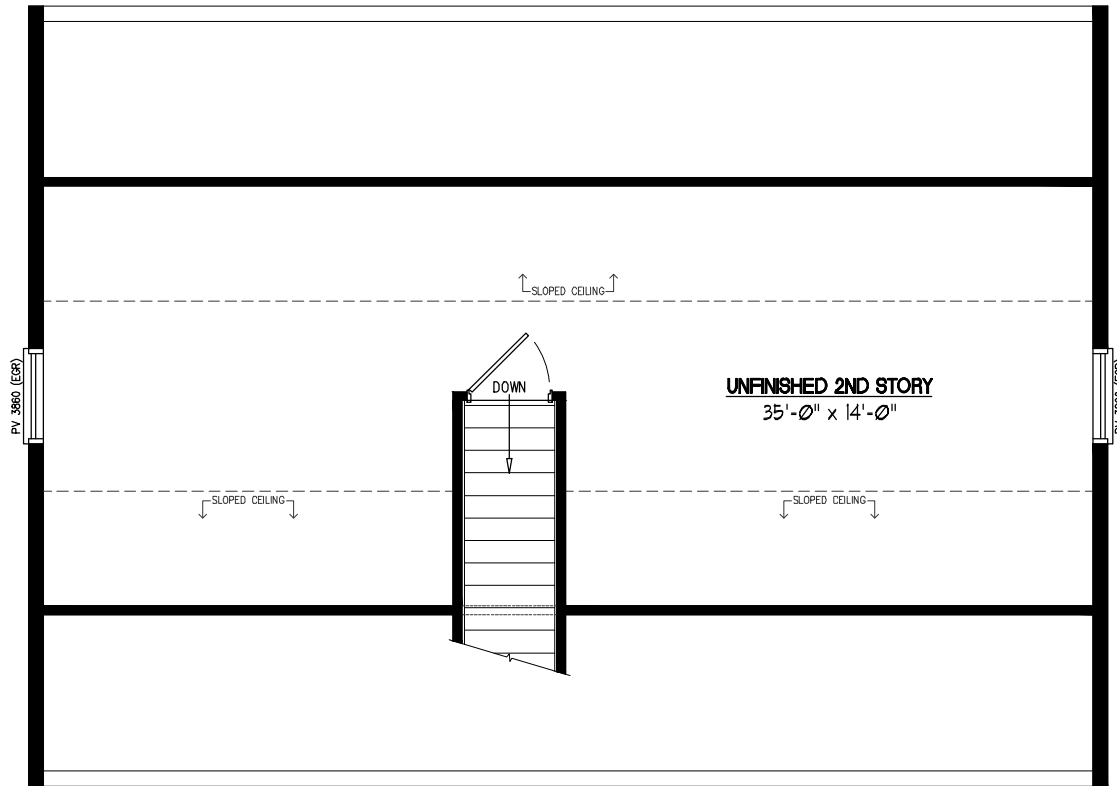 SLOPED CEILING
PV 3860 (EGR)
DOWN
UNFINISHED 2ND STORY
35'-0" x 14'-0"
SLOPED CEILING
SLOPED CEILING